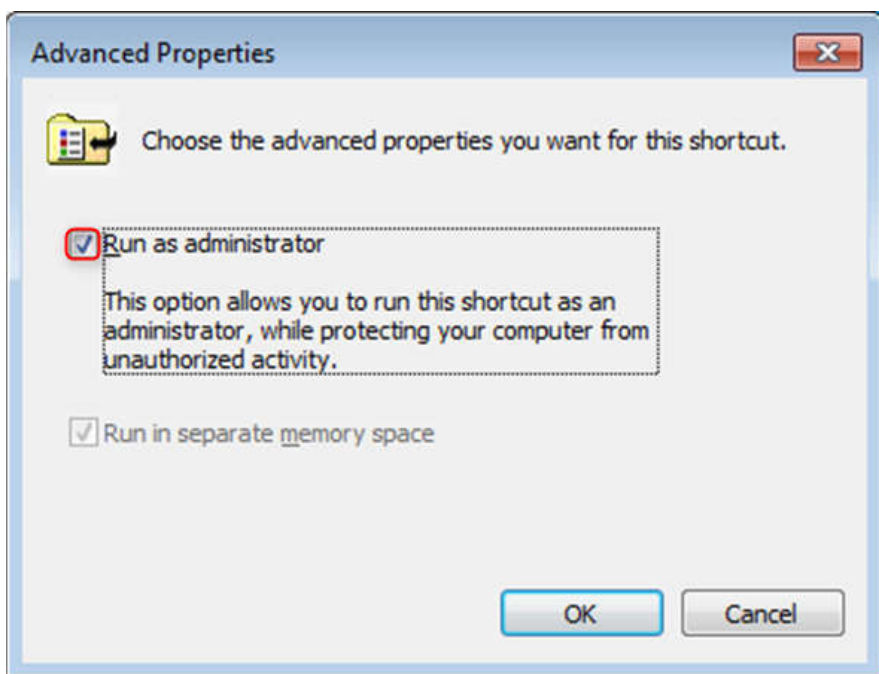 Advanced Properties
Choose the advanced properties you want for this shortcut.
Run as administrator
This option allows you to run this shortcut as an
administrator, while protecting your computer from
unauthorized activity.
Run in separate memory space
OK
Cancel